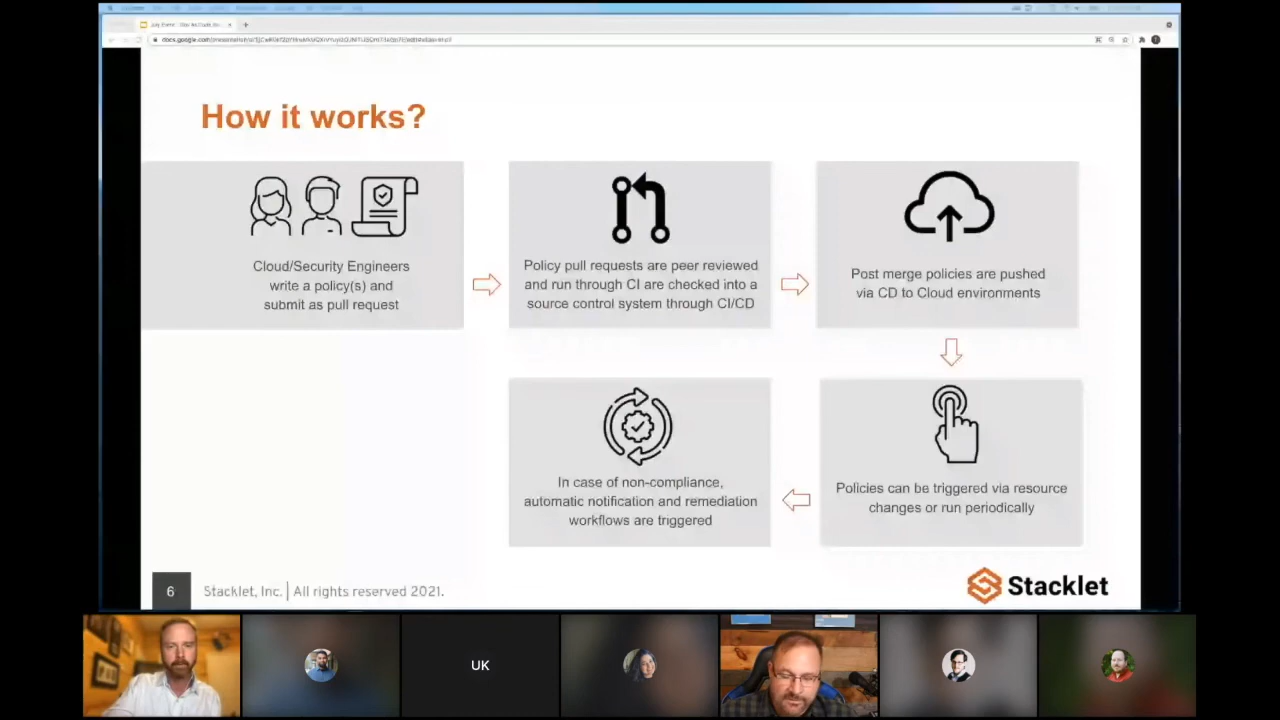 How it works?
Cloud/Security Engineers
write a policy(s) and
submit as pull request
Policy pull requests are peer reviewed
and run through CI are checked into a
source control system through CI/CD
Post merge policies are pushed
via CD to Cloud environments
Policies can be triggered via resource
changes or run periodically
In case of non-compliance,
automatic notification and remediation
workflows are triggered
6
Stacklet, Inc. | All rights reserved 2021.
Stacklet
UK